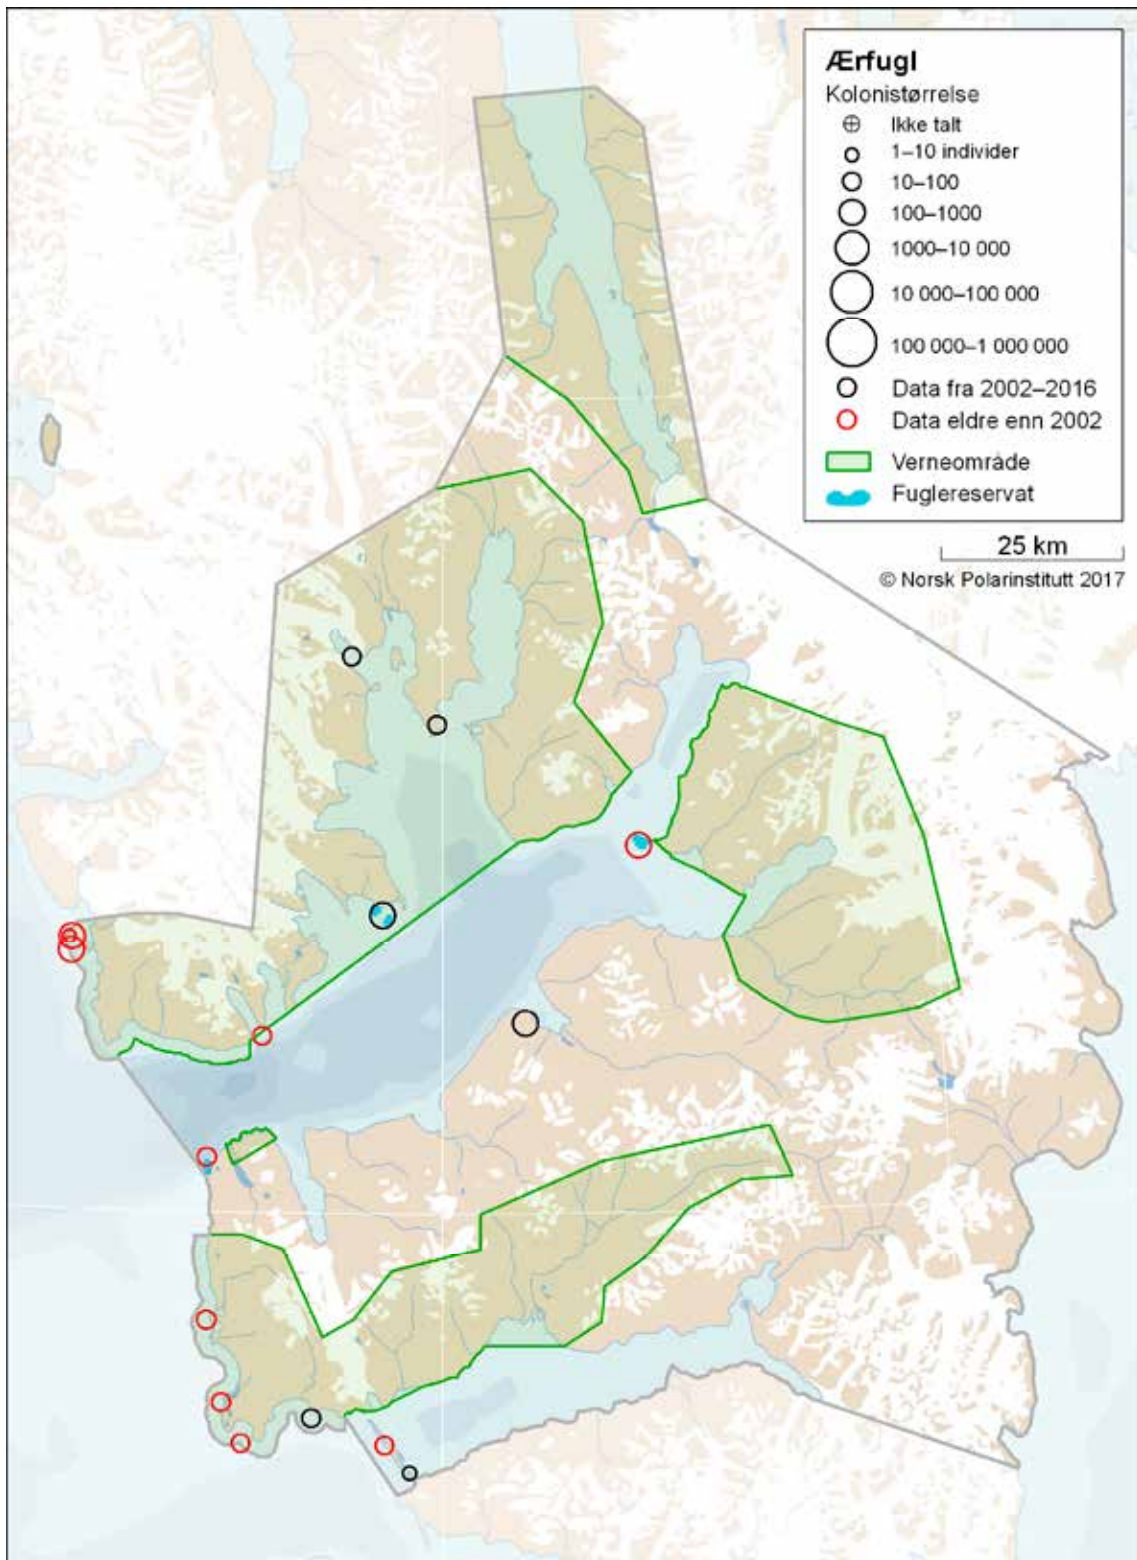 Ærfugl
Kolonistørrelse
Ikke talt
1–10 individer
10–100
100–1000
1000–10 000
10 000–100 000
100 000–1 000 000
Data fra 2002–2016
Data eldre enn 2002
Verneområde
Fuglereservat
25 km
© Norsk Polarinstitutt 2017